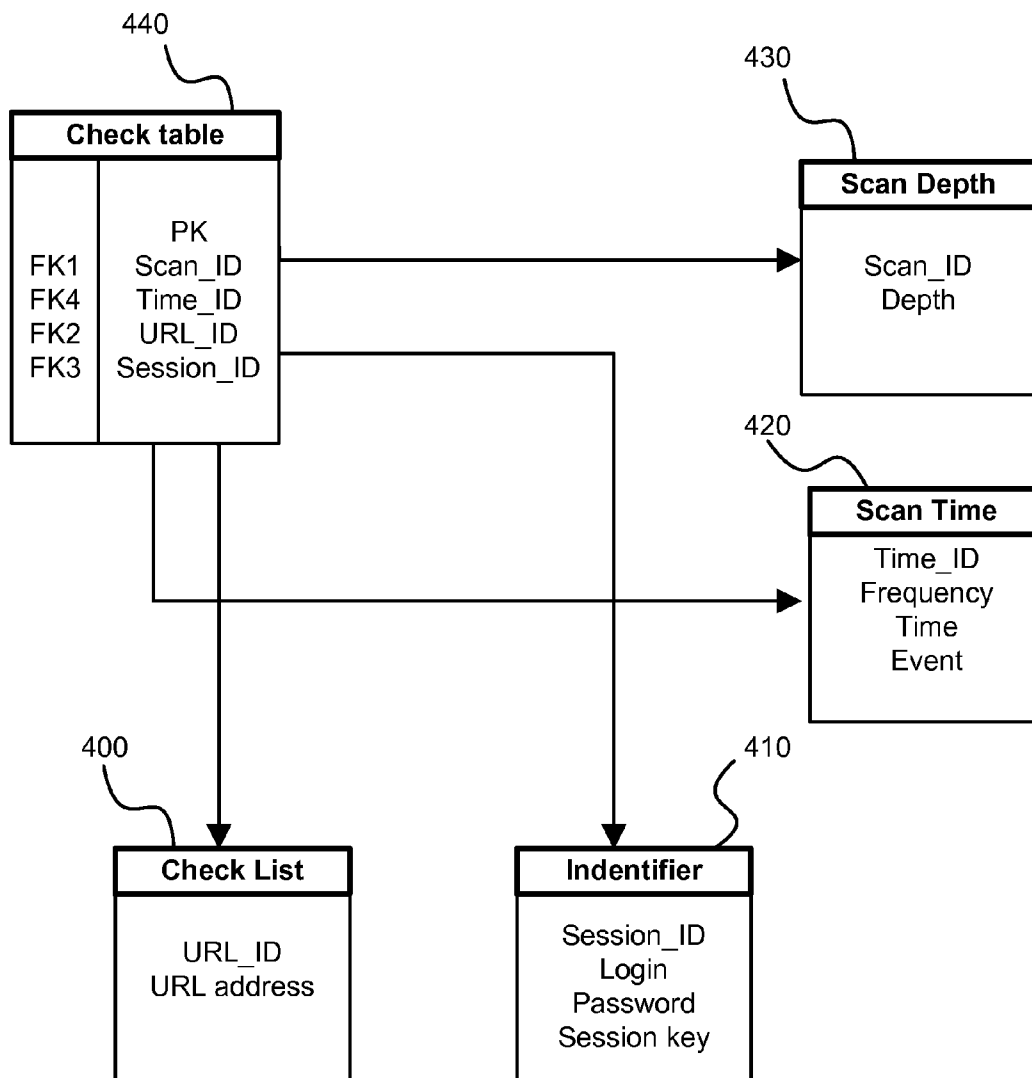 440
Check table
PK
FK1 Scan_ID
FK4 Time_ID
FK2 URL_ID
FK3 Session_ID
430
Scan Depth
Scan_ID
Depth
420
Scan Time
Time_ID
Frequency
Time
Event
400
Check List
URL_ID
URL address
410
Indentifier
Session_ID
Login
Password
Session key